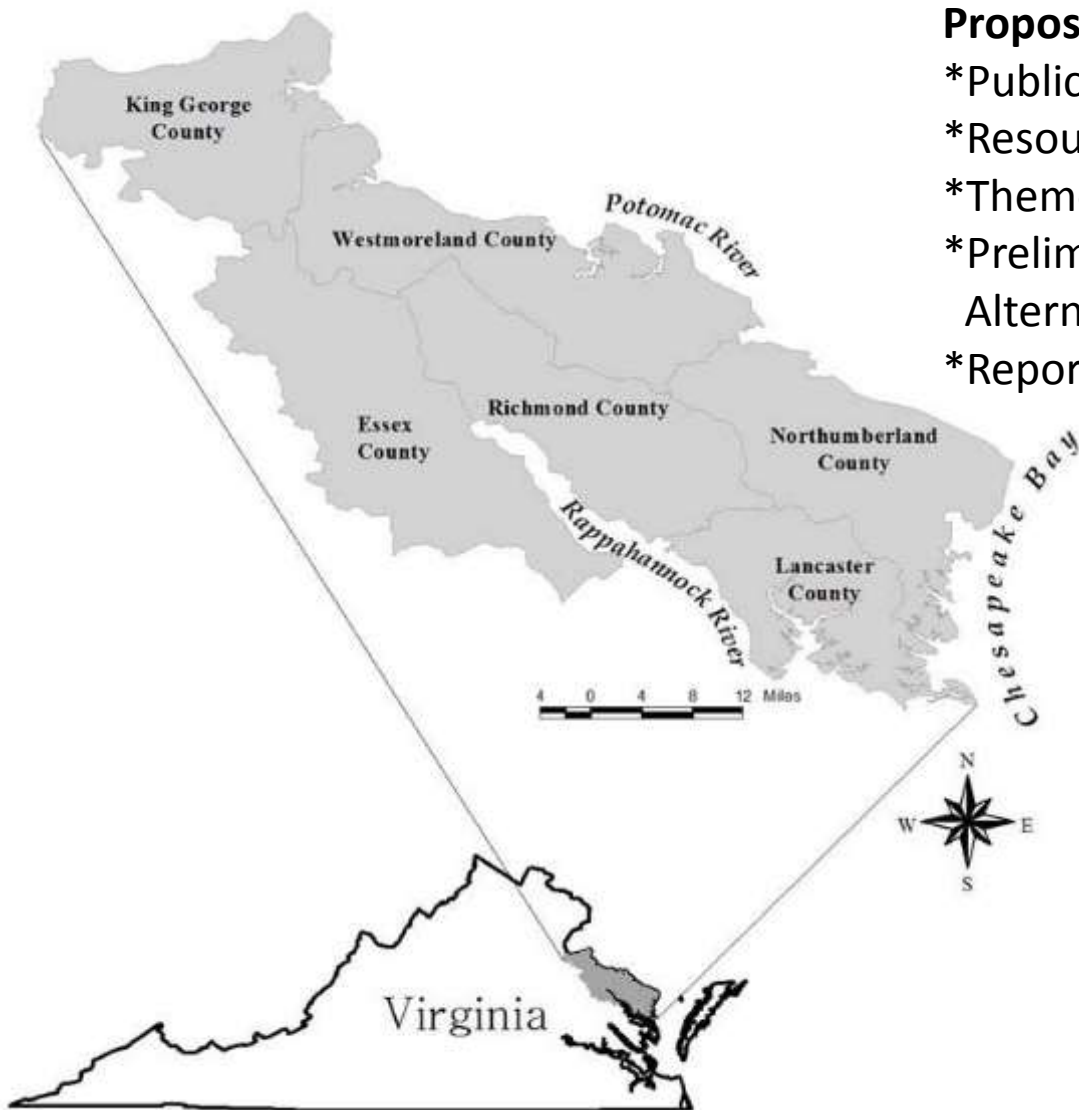 Propos
*Public
*Resou
*Them
*Prelim
Altern
*Repor
King George
County
Potomac River
Westmoreland County
Richmond County
Essex
County
Northumberland
County
Chesapeake Bay
Rappahannock River
Lancaster
County
4 0 4 8 12 Miles
N
W E
S
Virginia